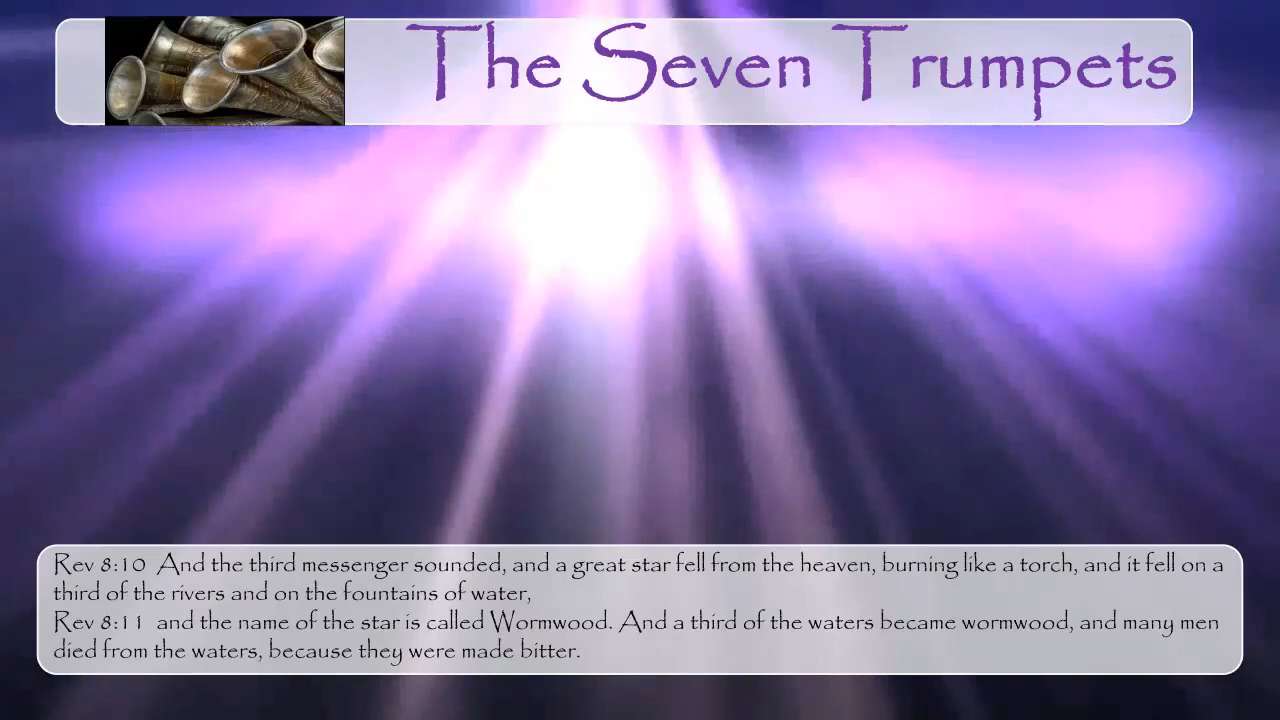 The Seven Trumpets
Rev 8:10 And the third messenger sounded, and a great star fell from the heaven, burning like a torch, and it fell on a
third of the rivers and on the fountains of water,
Rev 8:11 and the name of the star is called Wormwood. And a third of the waters became wormwood, and many men
died from the waters, because they were made bitter.